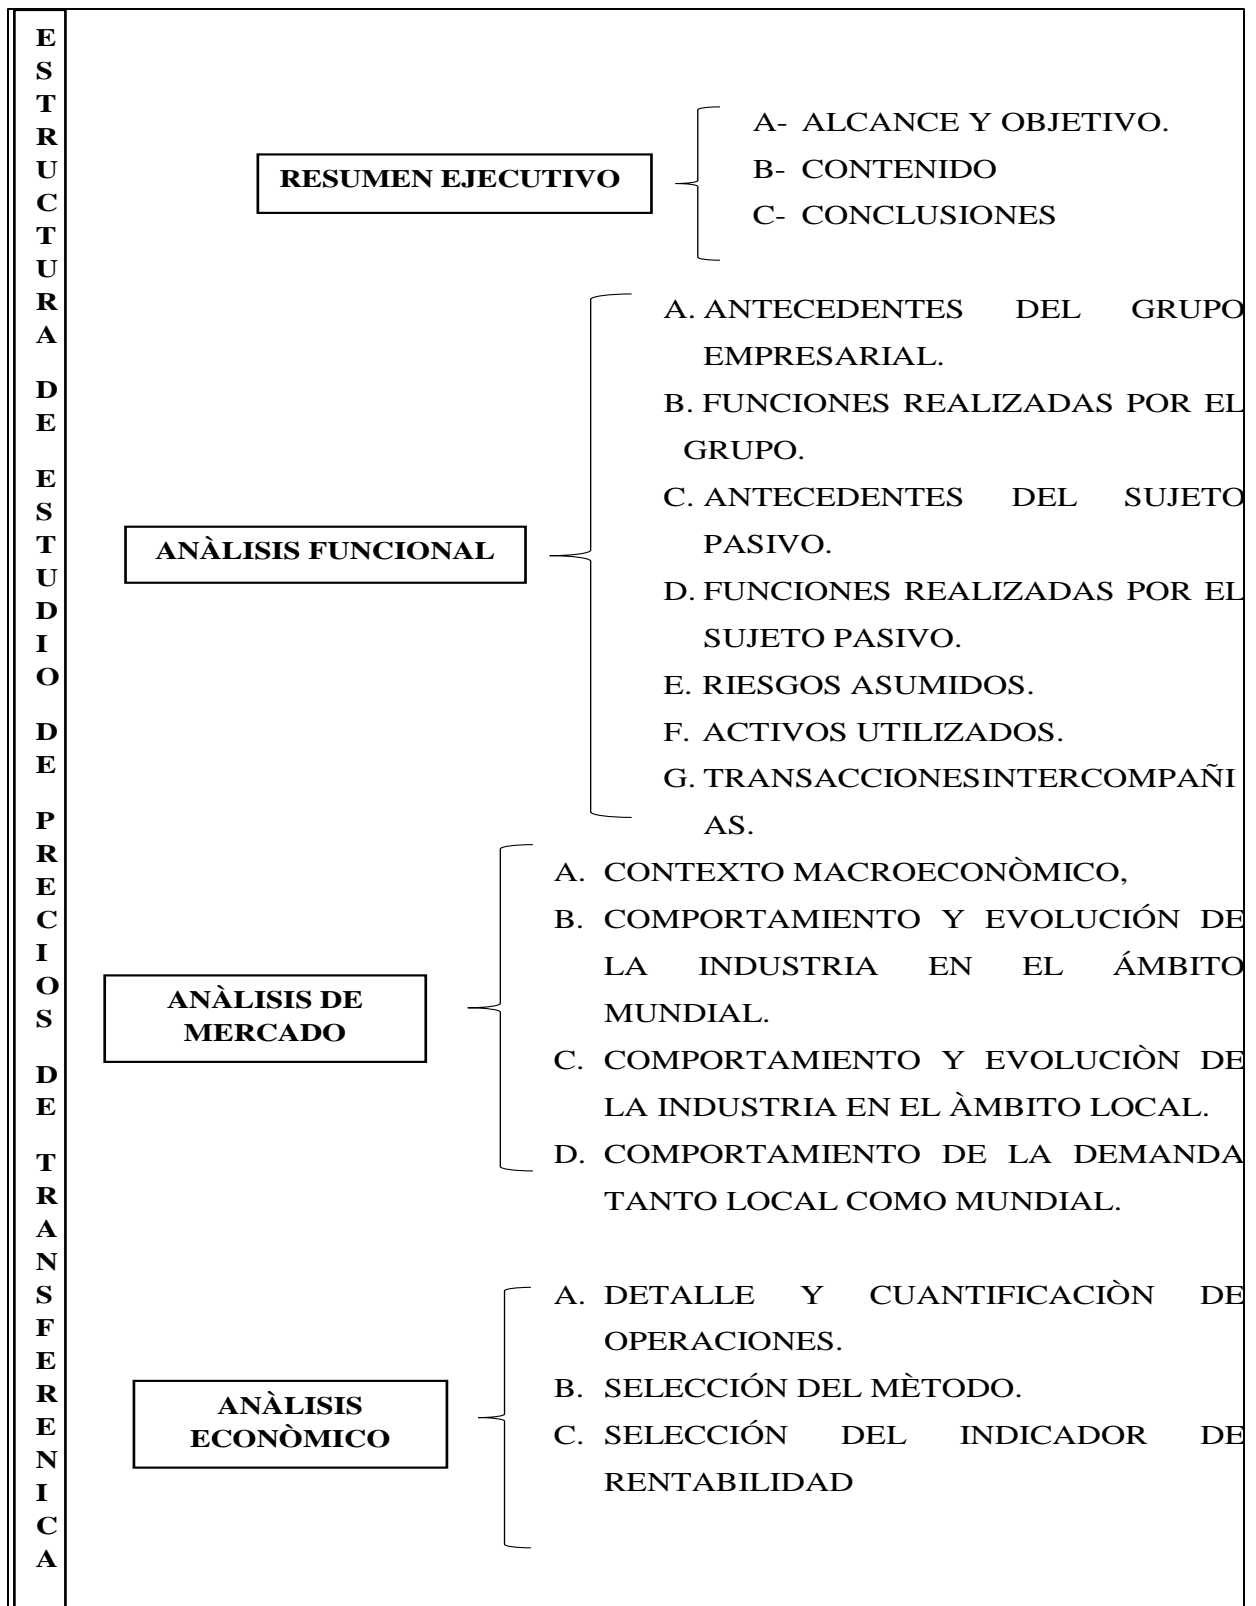 ESTRUCTURA DE ESTUDIO DE PRECIOS DE TRANSFERENICA
RESUMEN EJECUTIVO
A- ALCANCE Y OBJETIVO.
B- CONTENIDO
C- CONCLUSIONES
ANÀLISIS FUNCIONAL
A. ANTECEDENTES DEL GRUPO
EMPRESARIAL.
B. FUNCIONES REALIZADAS POR EL
GRUPO.
C. ANTECEDENTES DEL SUJETO
PASIVO.
D. FUNCIONES REALIZADAS POR EL
SUJETO PASIVO.
E. RIESGOS ASUMIDOS.
F. ACTIVOS UTILIZADOS.
G. TRANSACCIONESINTERCOMPAÑI
AS.
ANÀLISIS DE
MERCADO
A. CONTEXTO MACROECONÒMICO,
B. COMPORTAMIENTO Y EVOLUCIÓN DE
LA INDUSTRIA EN EL ÁMBITO
MUNDIAL.
C. COMPORTAMIENTO Y EVOLUCIÒN DE
LA INDUSTRIA EN EL ÀMBITO LOCAL.
D. COMPORTAMIENTO DE LA DEMANDA
TANTO LOCAL COMO MUNDIAL.
ANÀLISIS
ECONÒMICO
A. DETALLE Y CUANTIFICACIÒN DE
OPERACIONES.
B. SELECCIÓN DEL MÈTODO.
C. SELECCIÓN DEL INDICADOR DE
RENTABILIDAD